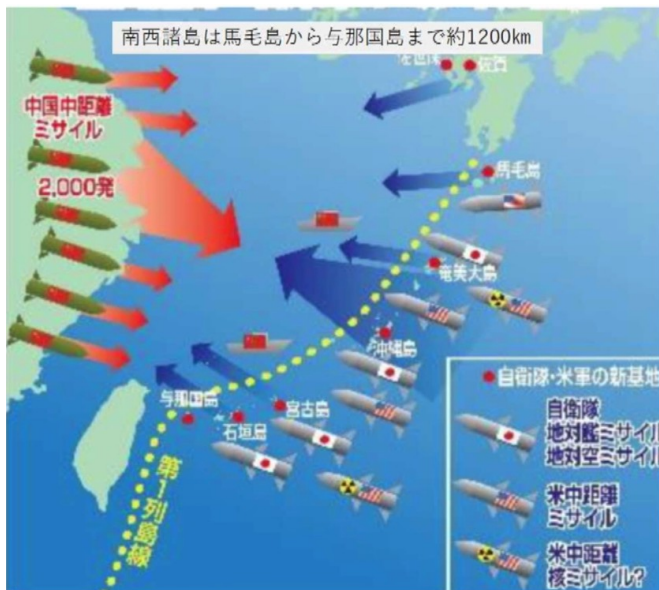 南西諸島は馬毛島から与那国島まで約1200km
佐賀
中国中距離
ミサイル
2,000発
馬毛島
奄美大島
沖縄島
与那国島
宮古島
石垣島
第1列島線
自衛隊・米軍の新基地
自衛隊
地対艦ミサイル
地対空ミサイル
米中距離
ミサイル
米中距離
核ミサイル?